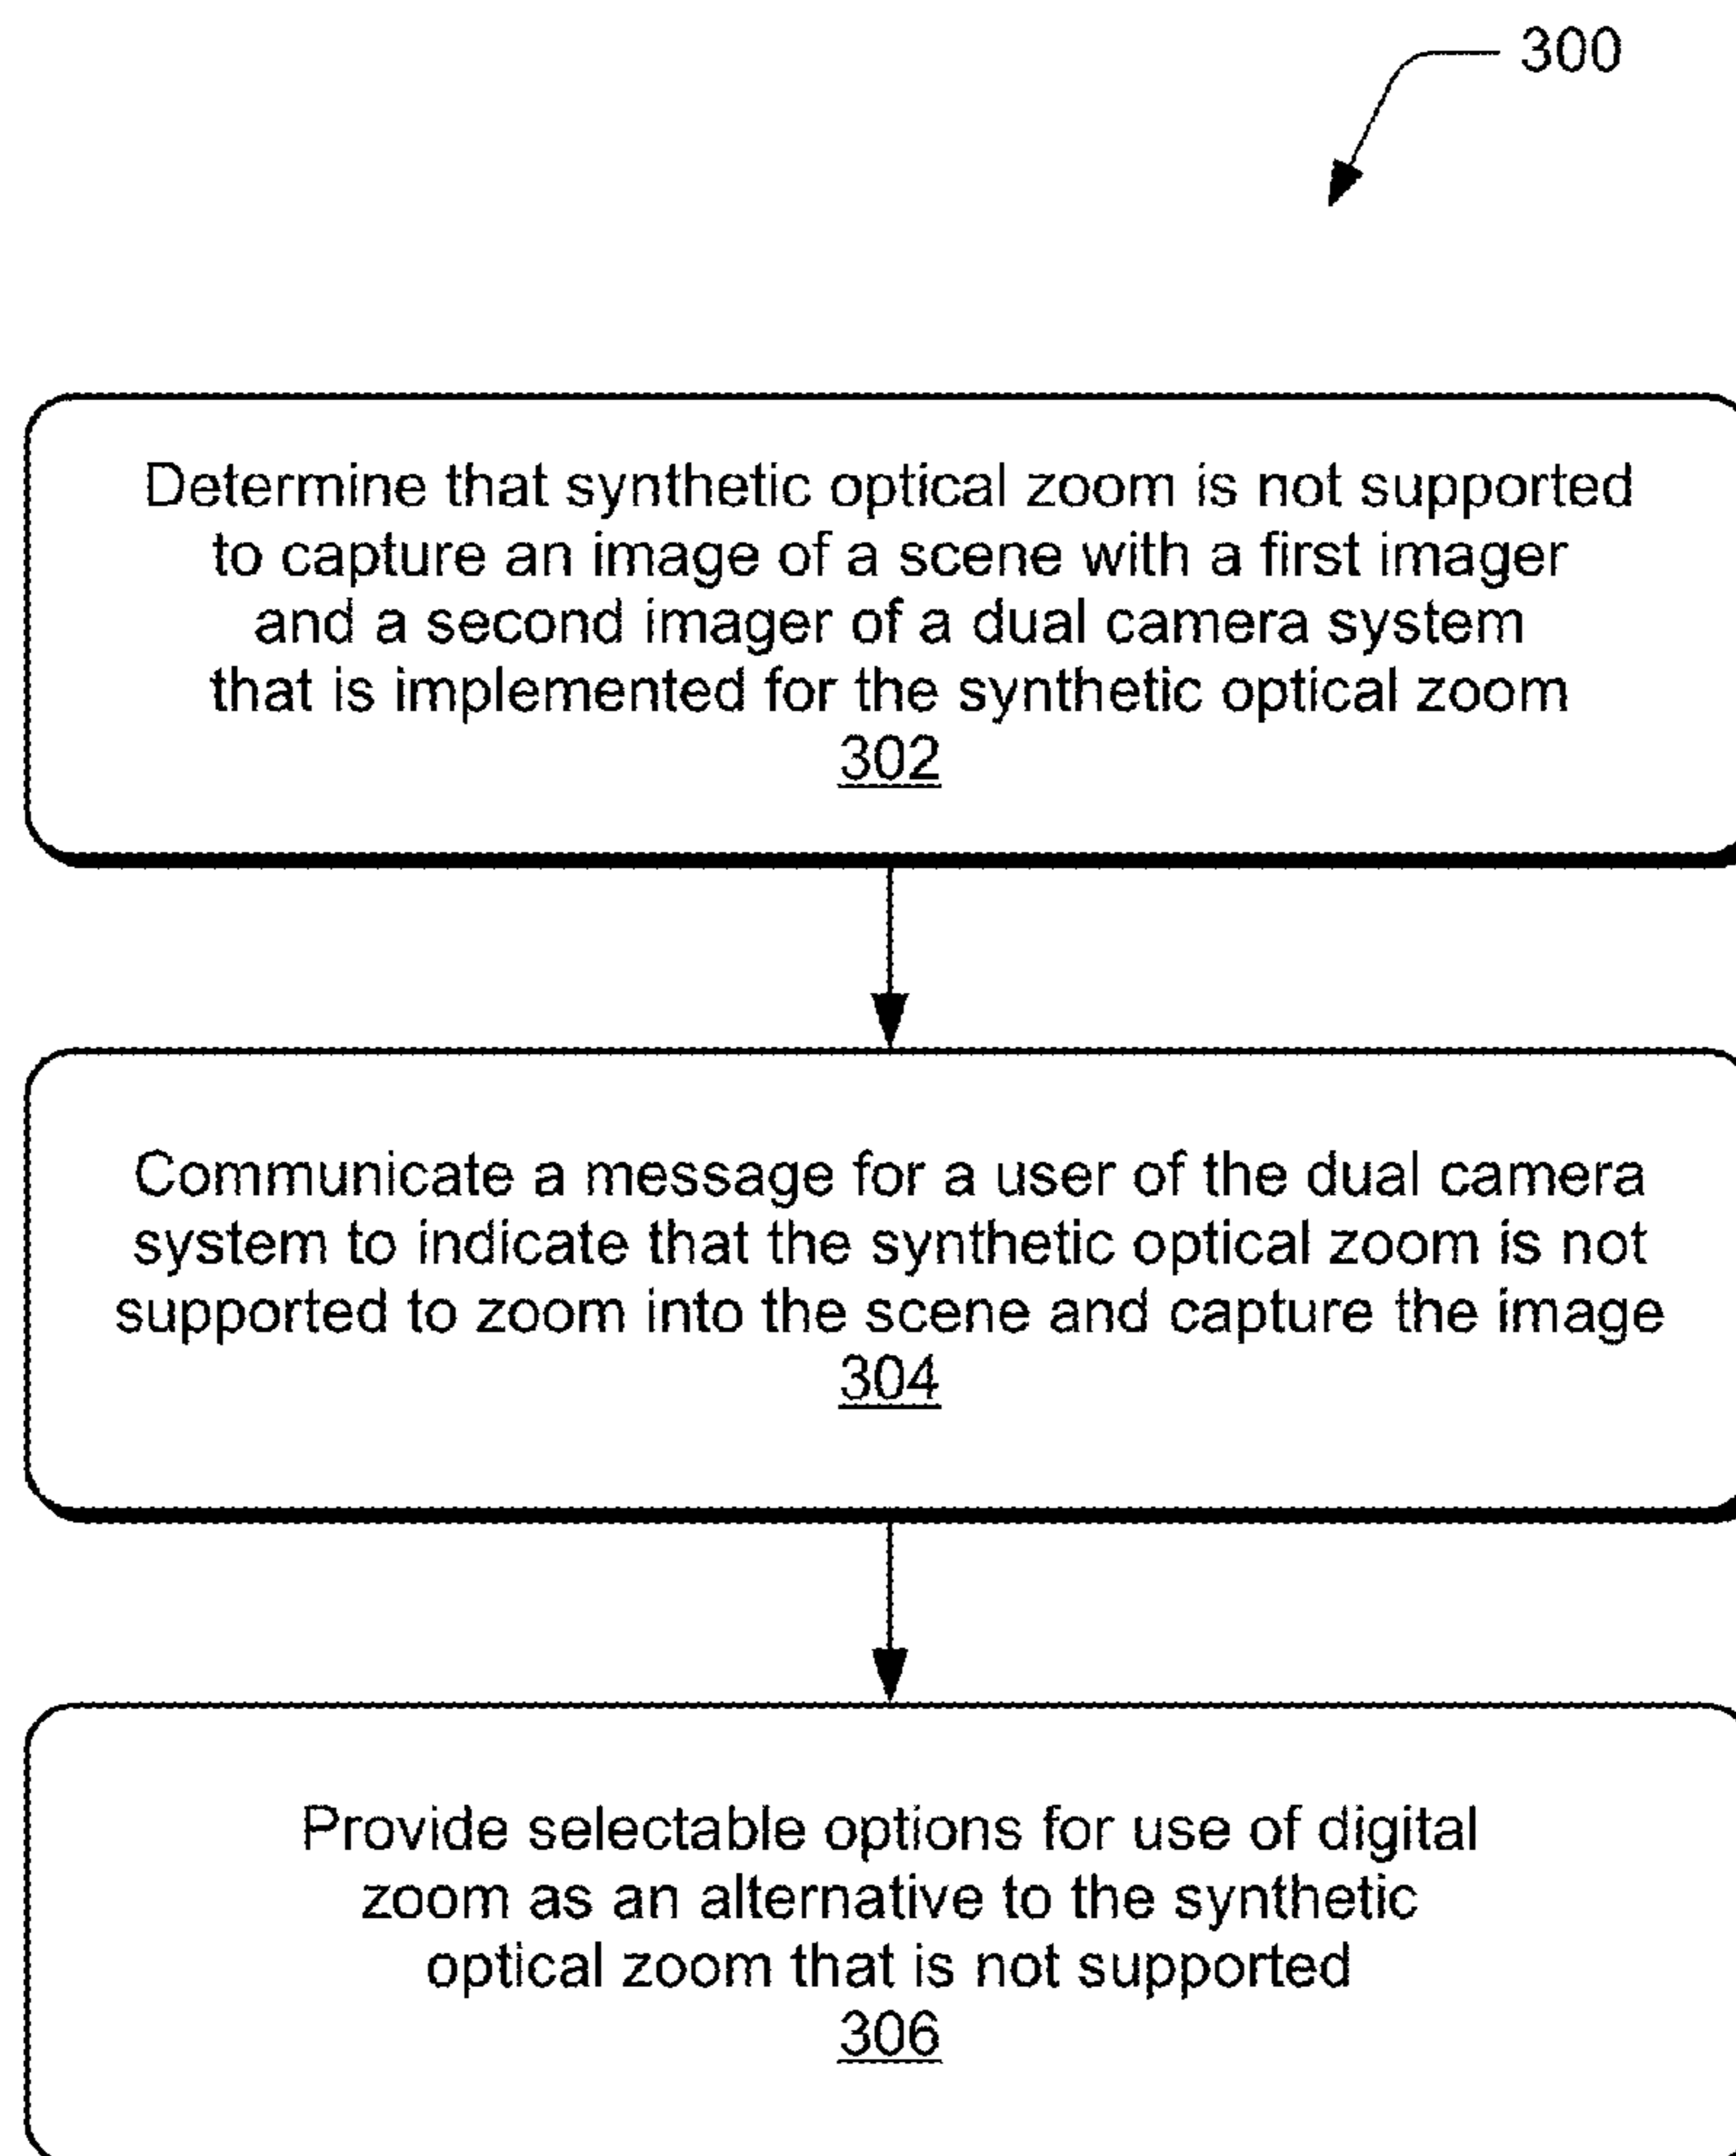 300
Determine that synthetic optical zoom is not supported
to capture an image of a scene with a first imager
and a second imager of a dual camera system
that is implemented for the synthetic optical zoom
302
Communicate a message for a user of the dual camera
system to indicate that the synthetic optical zoom is not
supported to zoom into the scene and capture the image
304
Provide selectable options for use of digital
zoom as an alternative to the synthetic
optical zoom that is not supported
306